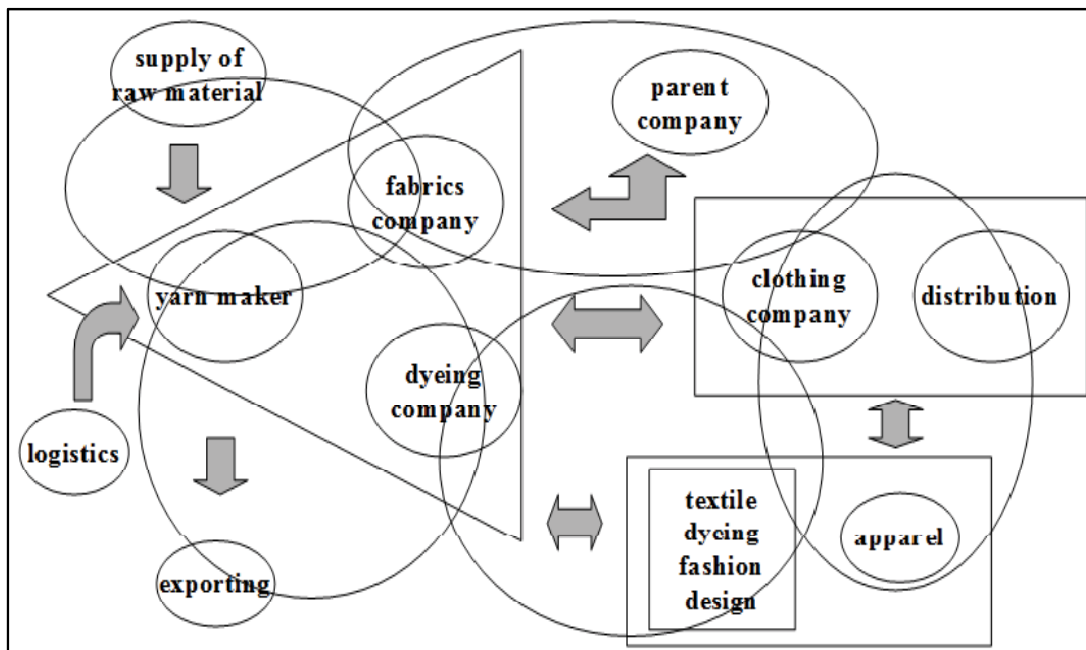 supply of
raw material
parent
company
fabrics
company
yarn maker
clothing
company
distribution
dyeing
company
logistics
textile
dyeing
fashion
design
apparel
exporting